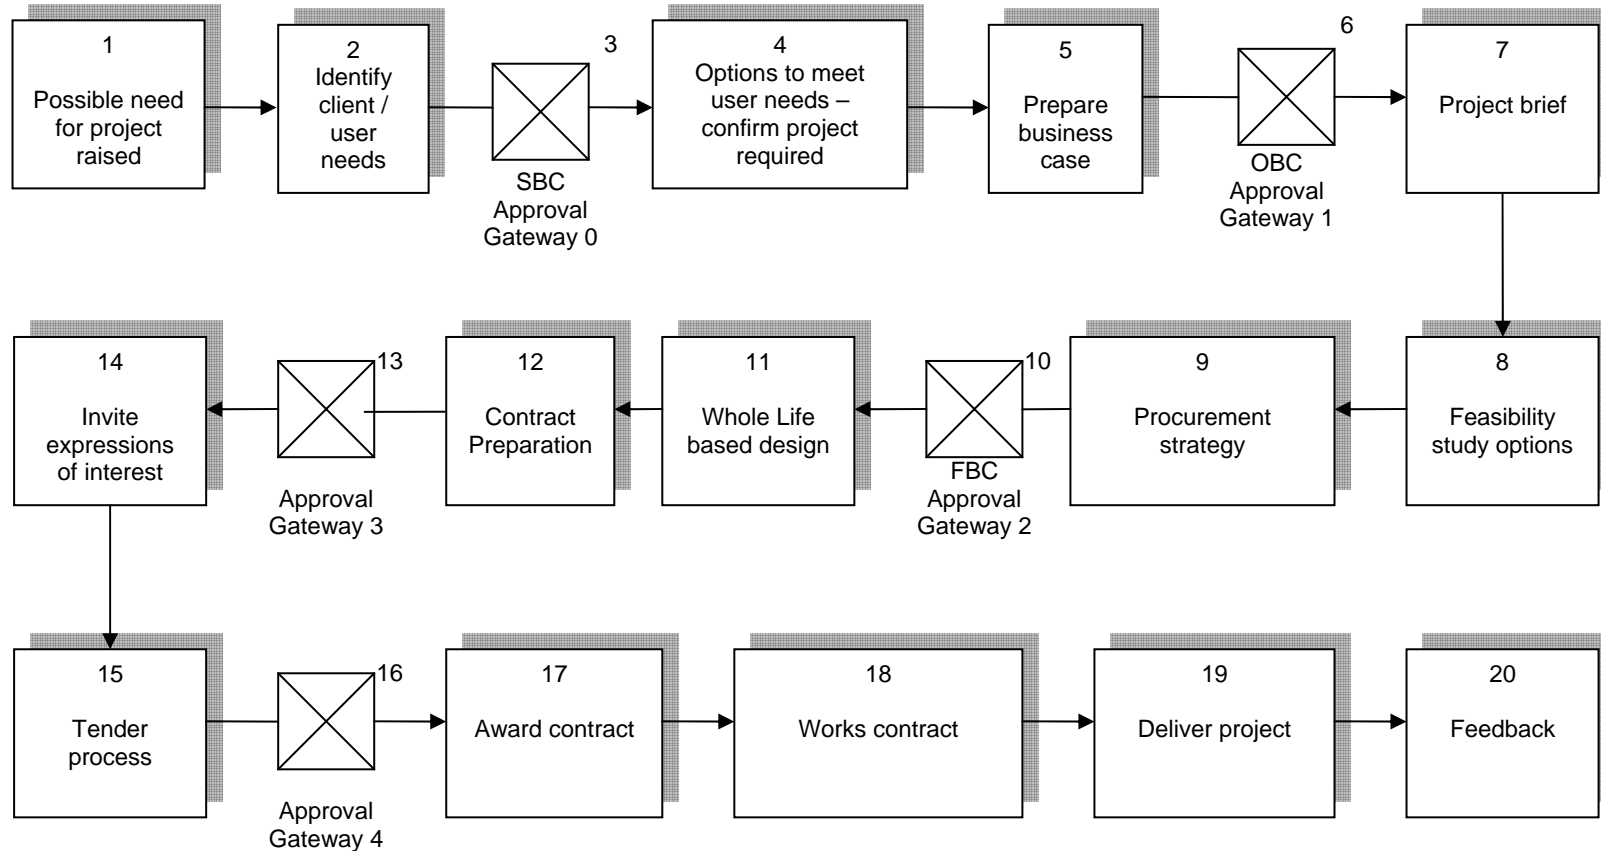 1
Possible need
for project
raised
2
Identify
client /
user
needs
3
SBC
Approval
Gateway 0
4
Options to meet
user needs –
confirm project
required
5
Prepare
business
case
6
OBC
Approval
Gateway 1
7
Project brief
8
Feasibility
study options
9
Procurement
strategy
10
FBC
Approval
Gateway 2
11
Whole Life
based design
12
Contract
Preparation
13
Approval
Gateway 3
14
Invite
expressions
of interest
15
Tender
process
16
Approval
Gateway 4
17
Award contract
18
Works contract
19
Deliver project
20
Feedback